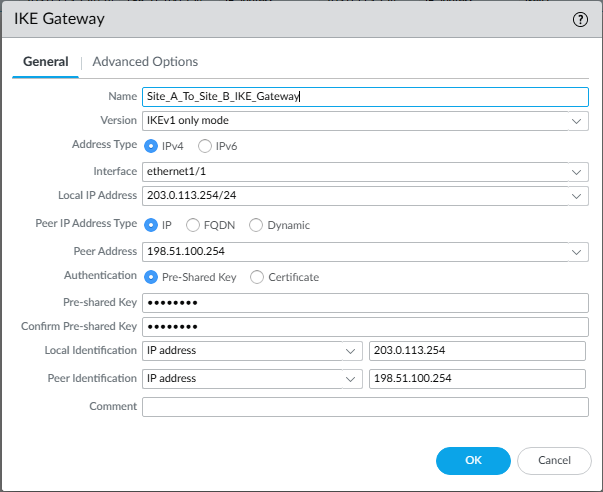 IKE Gateway
General Advanced Options
Name Site_A_To_Site_B_IKE_Gateway
Version IKEv1 only mode
Address Type IPv4 IPv6
Interface ethernet1/1
Local IP Address 203.0.113.254/24
Peer IP Address Type IP FQDN Dynamic
Peer Address 198.51.100.254
Authentication Pre-Shared Key Certificate
Pre-shared Key ••••••••
Confirm Pre-shared Key ••••••••
Local Identification IP address 203.0.113.254
Peer Identification IP address 198.51.100.254
Comment
OK Cancel